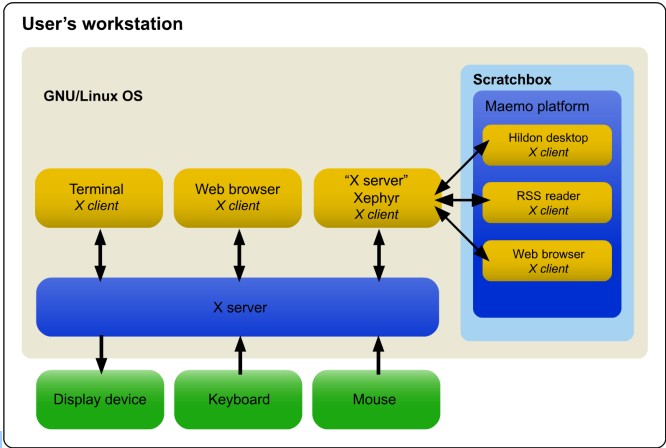 User's workstation
Scratchbox
GNU/Linux OS
Maemo platform
Hildon desktop
X client
Terminal
X client
Web browser
X client
"X server"
Xephyr
X client
RSS reader
X client
Web browser
X client
X server
Display device
Keyboard
Mouse